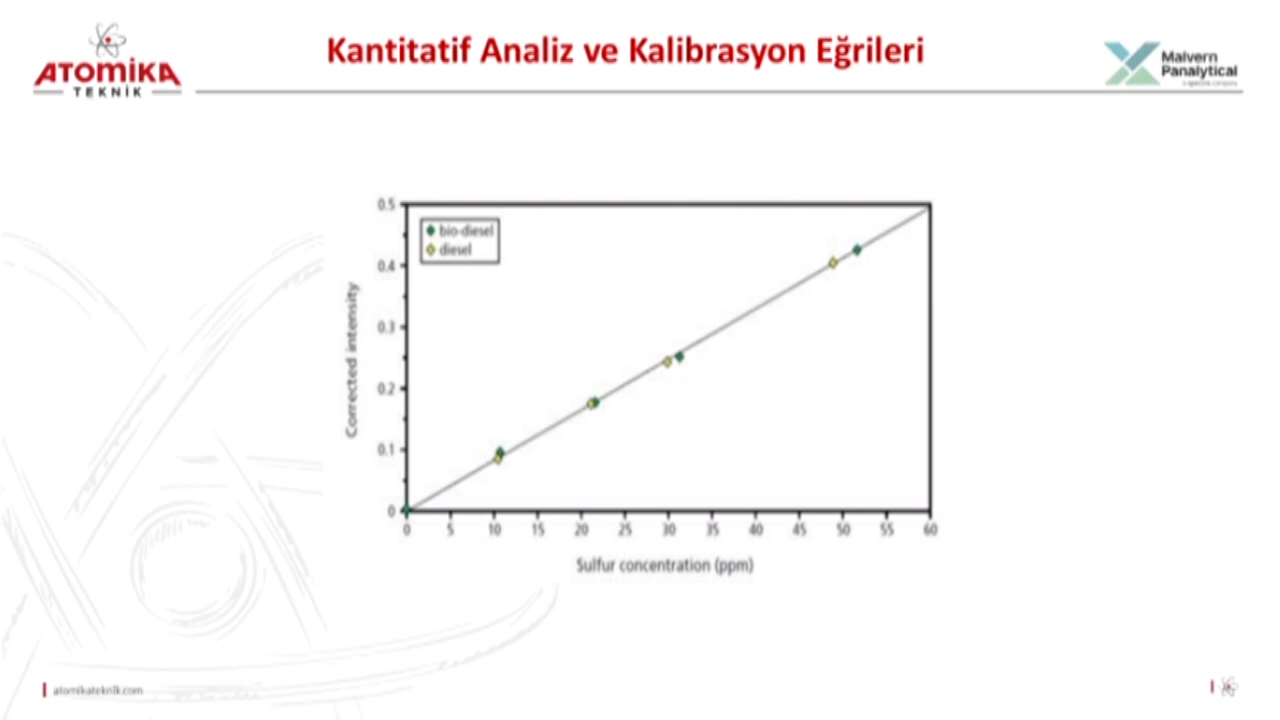 ATOMİKA
TEKNİK
Kantitatif Analiz ve Kalibrasyon Eğrileri
Malvern
Panalytical
0.5
0.4
0.3
0.2
0.1
0
bio-diesel
diesel
Corrected intensity
0 5 10 15 20 25 30 35 40 45 50 55 60
Sulfur concentration (ppm)
atomikateknik.com